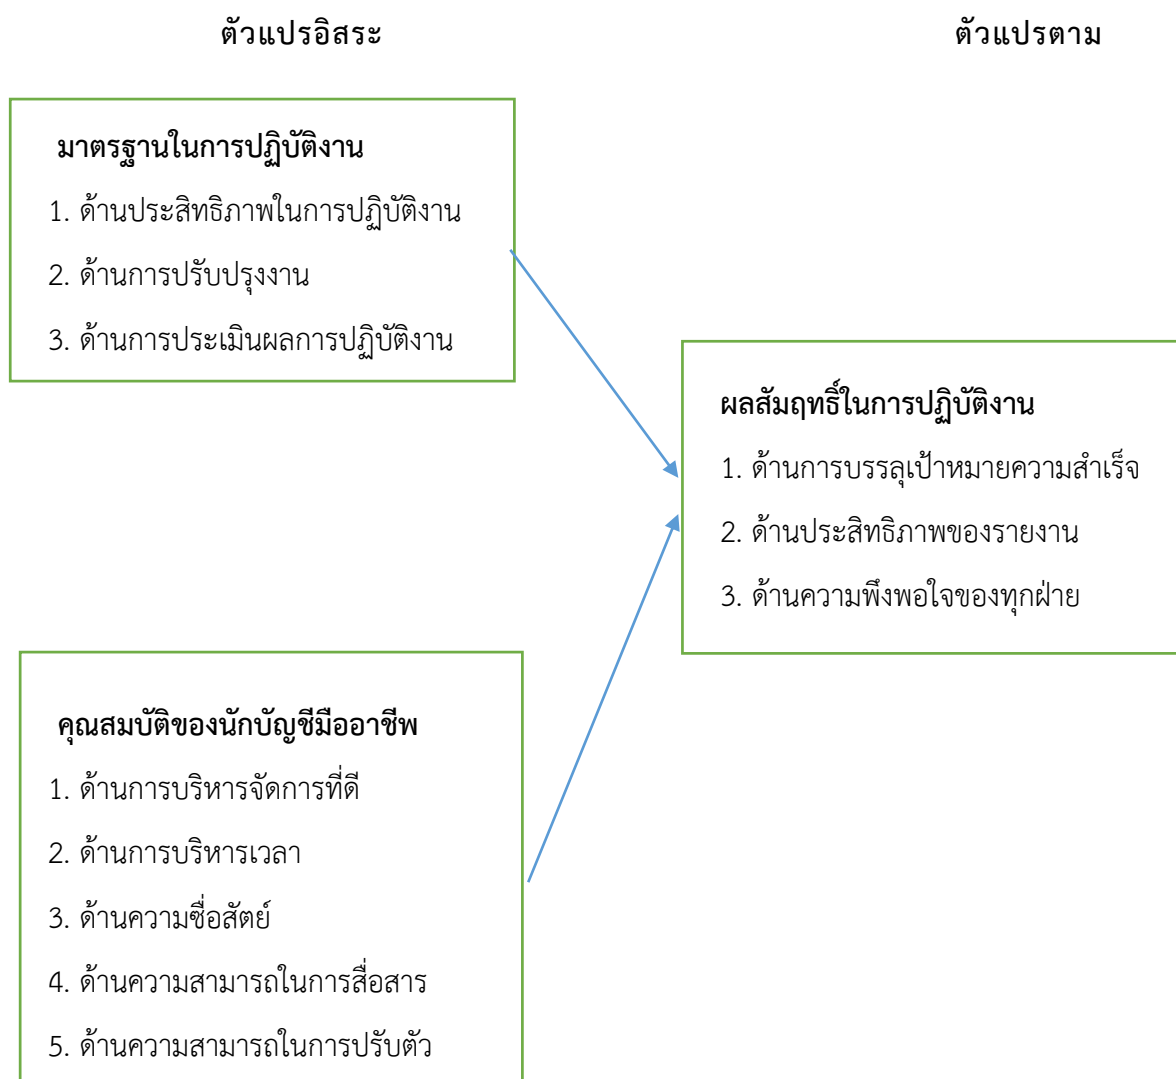 ตัวแปรอิสระ
ตัวแปรตาม
มาตรฐานในการปฏิบัติงาน
1. ด้านประสิทธิภาพในการปฏิบัติงาน
2. ด้านการปรับปรุงงาน
3. ด้านการประเมินผลการปฏิบัติงาน
ผลสัมฤทธิ์ในการปฏิบัติงาน
1. ด้านการบรรลุเป้าหมายความสำเร็จ
2. ด้านประสิทธิภาพของรายงาน
3. ด้านความพึงพอใจของทุกฝ่าย
คุณสมบัติของนักบัญชีมืออาชีพ
1. ด้านการบริหารจัดการที่ดี
2. ด้านการบริหารเวลา
3. ด้านความซื่อสัตย์
4. ด้านความสามารถในการสื่อสาร
5. ด้านความสามารถในการปรับตัว